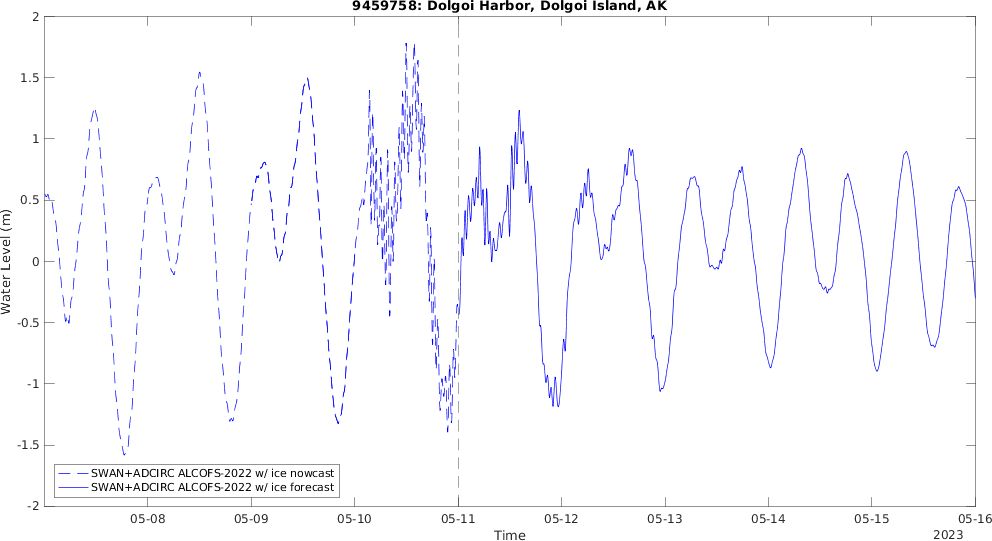 9459758: Dolgoi Harbor, Dolgoi Island, AK
2
1.5
1
0.5
0
-0.5
-1
-1.5
-2
Water Level (m)
SWAN+ADCIRC ALCOFS-2022 w/ ice nowcast
SWAN+ADCIRC ALCOFS-2022 w/ ice forecast
05-08 05-09 05-10 05-11 05-12 05-13 05-14 05-15 05-16
Time
2023